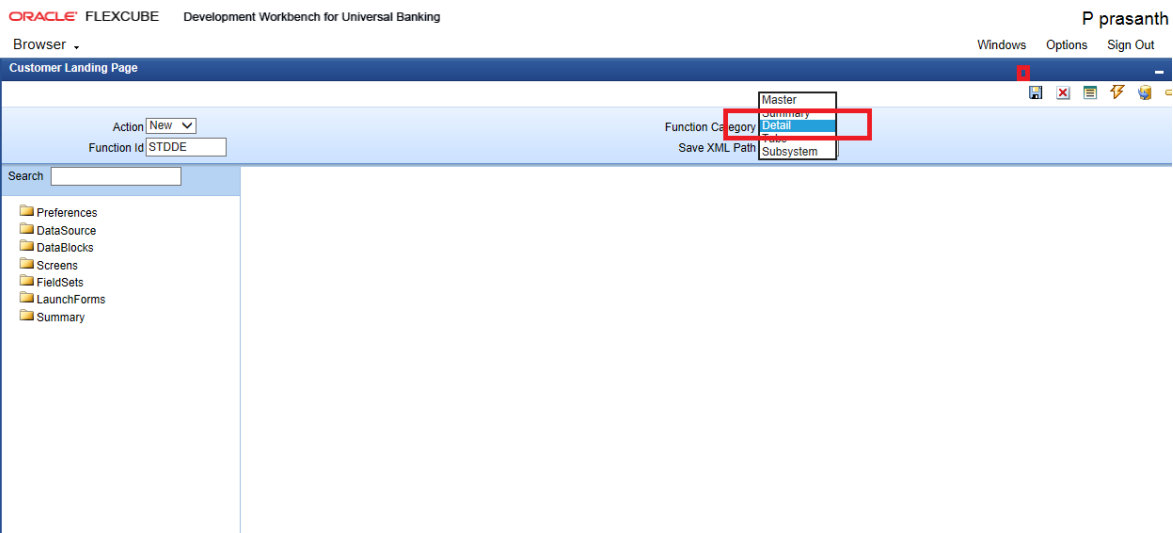 ORACLE FLEXCUBE Development Workbench for Universal Banking P prasanth
Browser Windows Options Sign Out
Customer Landing Page
Action New Function Category
Function Id STDDE Save XML Path
Master
Summary
Detail
Subsystem
Search
Preferences
DataSource
DataBlocks
Screens
FieldSets
LaunchForms
Summary